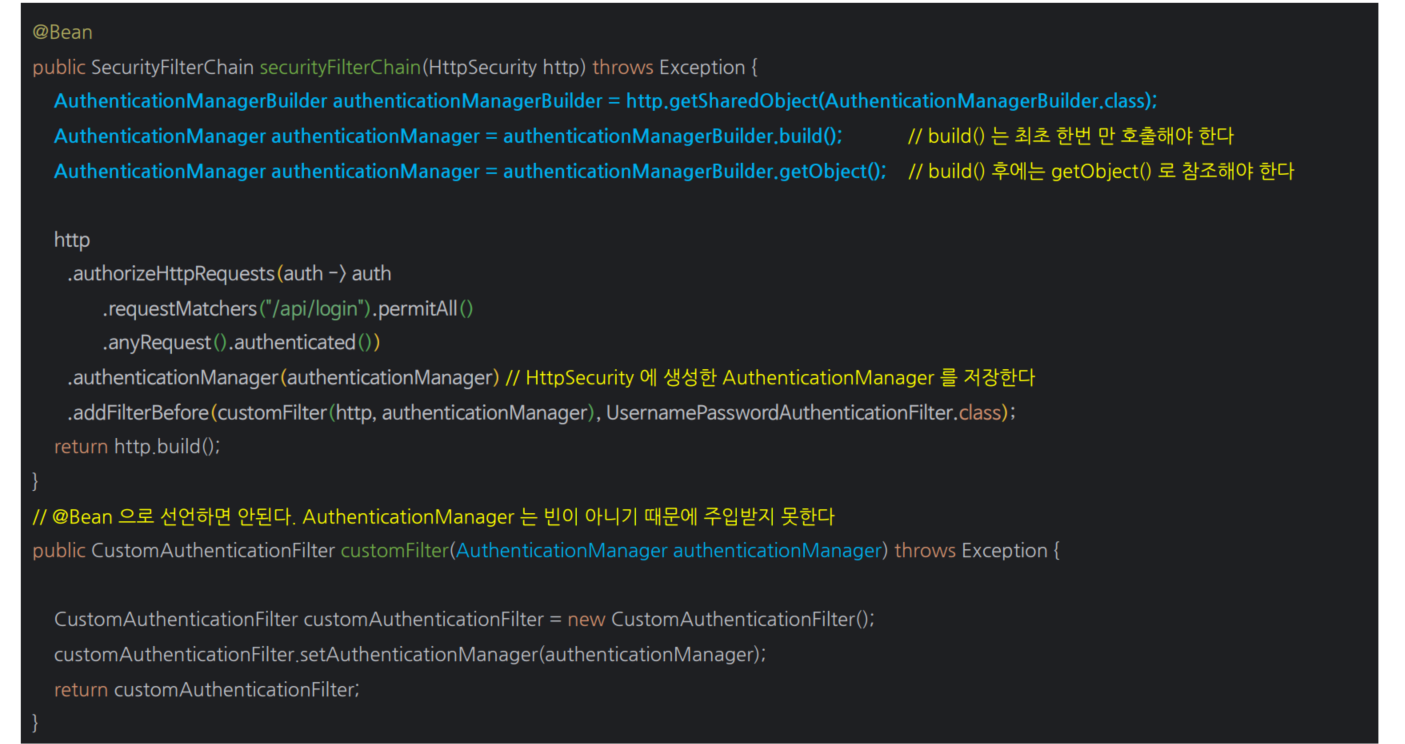 @Bean
public SecurityFilterChain securityFilterChain(HttpSecurity http) throws Exception {
AuthenticationManagerBuilder authenticationManagerBuilder = http.getSharedObject(AuthenticationManagerBuilder.class);
AuthenticationManager authenticationManager = authenticationManagerBuilder.build(); // build() 는 최초 한번 만 호출해야 한다
AuthenticationManager authenticationManager = authenticationManagerBuilder.getObject(); // build() 후에는 getObject() 로 참조해야 한다
http
.authorizeHttpRequests(auth -> auth
.requestMatchers("/api/login").permitAll()
.anyRequest().authenticated())
.authenticationManager(authenticationManager) // HttpSecurity 에 생성한 AuthenticationManager 를 저장한다
.addFilterBefore(customFilter(http, authenticationManager), UsernamePasswordAuthenticationFilter.class);
return http.build();
}
// @Bean 으로 선언하면 안된다. AuthenticationManager 는 빈이 아니기 때문에 주입받지 못한다
public CustomAuthenticationFilter customFilter(AuthenticationManager authenticationManager) throws Exception {
CustomAuthenticationFilter customAuthenticationFilter = new CustomAuthenticationFilter();
customAuthenticationFilter.setAuthenticationManager(authenticationManager);
return customAuthenticationFilter;
}